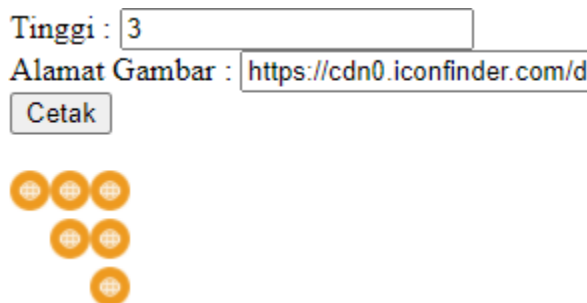 Tinggi : 3
Alamat Gambar : https://cdn0.iconfinder.com/d
Cetak